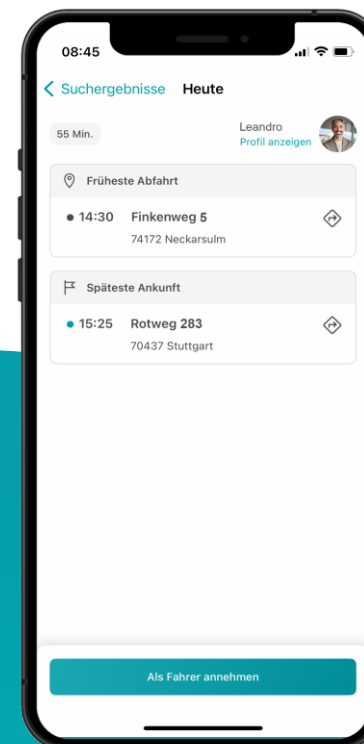 08:45
Suchergebnisse Heute
55 Min.
Leandro
Profil anzeigen
Früheste Abfahrt
14:30 Finkenweg 5
74172 Neckarsulm
Späteste Ankunft
15:25 Rotweg 283
70437 Stuttgart
Als Fahrer annehmen